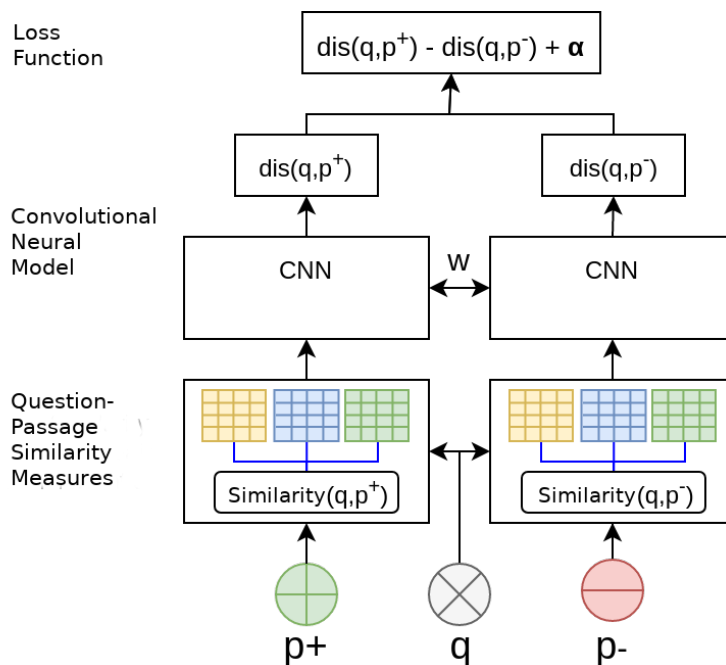 Loss
Function
dis(q,p⁺) - dis(q,p⁻) + α
dis(q,p⁺)
dis(q,p⁻)
Convolutional
Neural
Model
CNN
w
CNN
Question-
Passage
Similarity
Measures
Similarity(q,p⁺)
Similarity(q,p⁻)
p+
q
p-